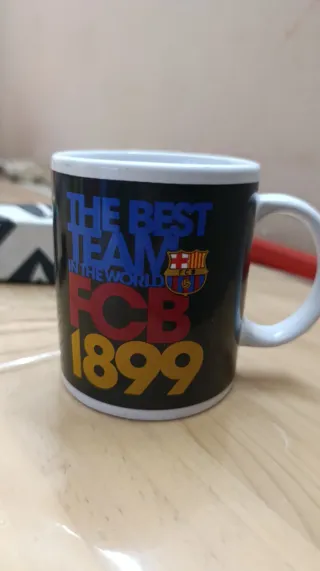 THE BEST
TEAM
IN THE WORLD
FCB
1899